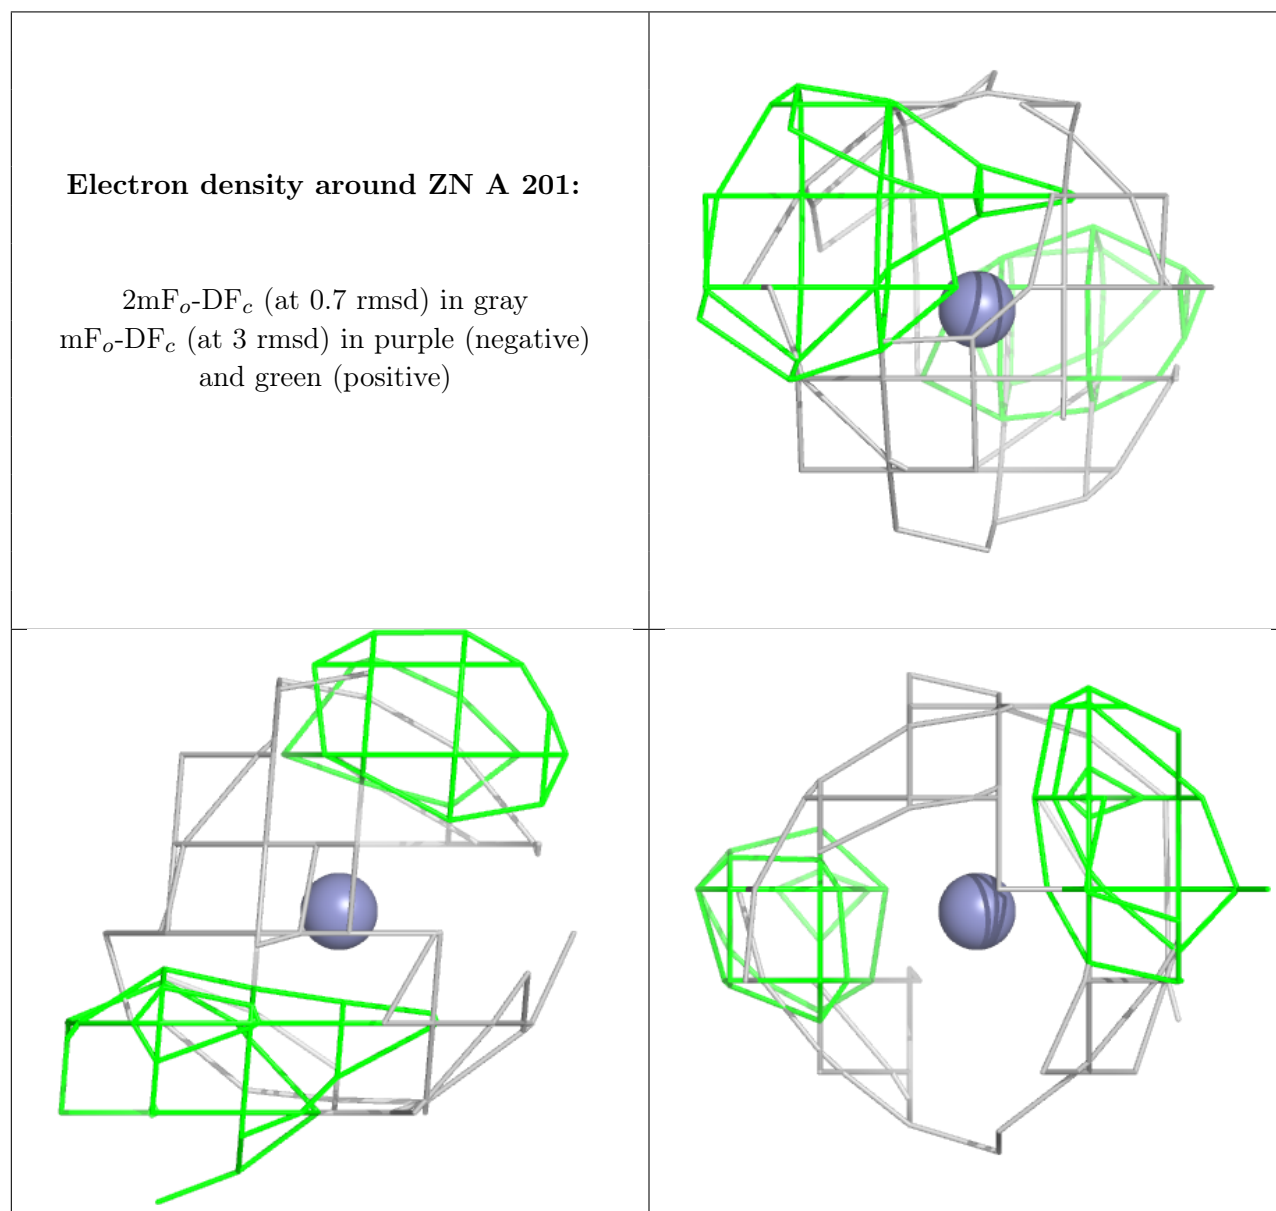 Electron density around ZN A 201:
2mFₒ-DF𝒸 (at 0.7 rmsd) in gray
mFₒ-DF𝒸 (at 3 rmsd) in purple (negative)
and green (positive)